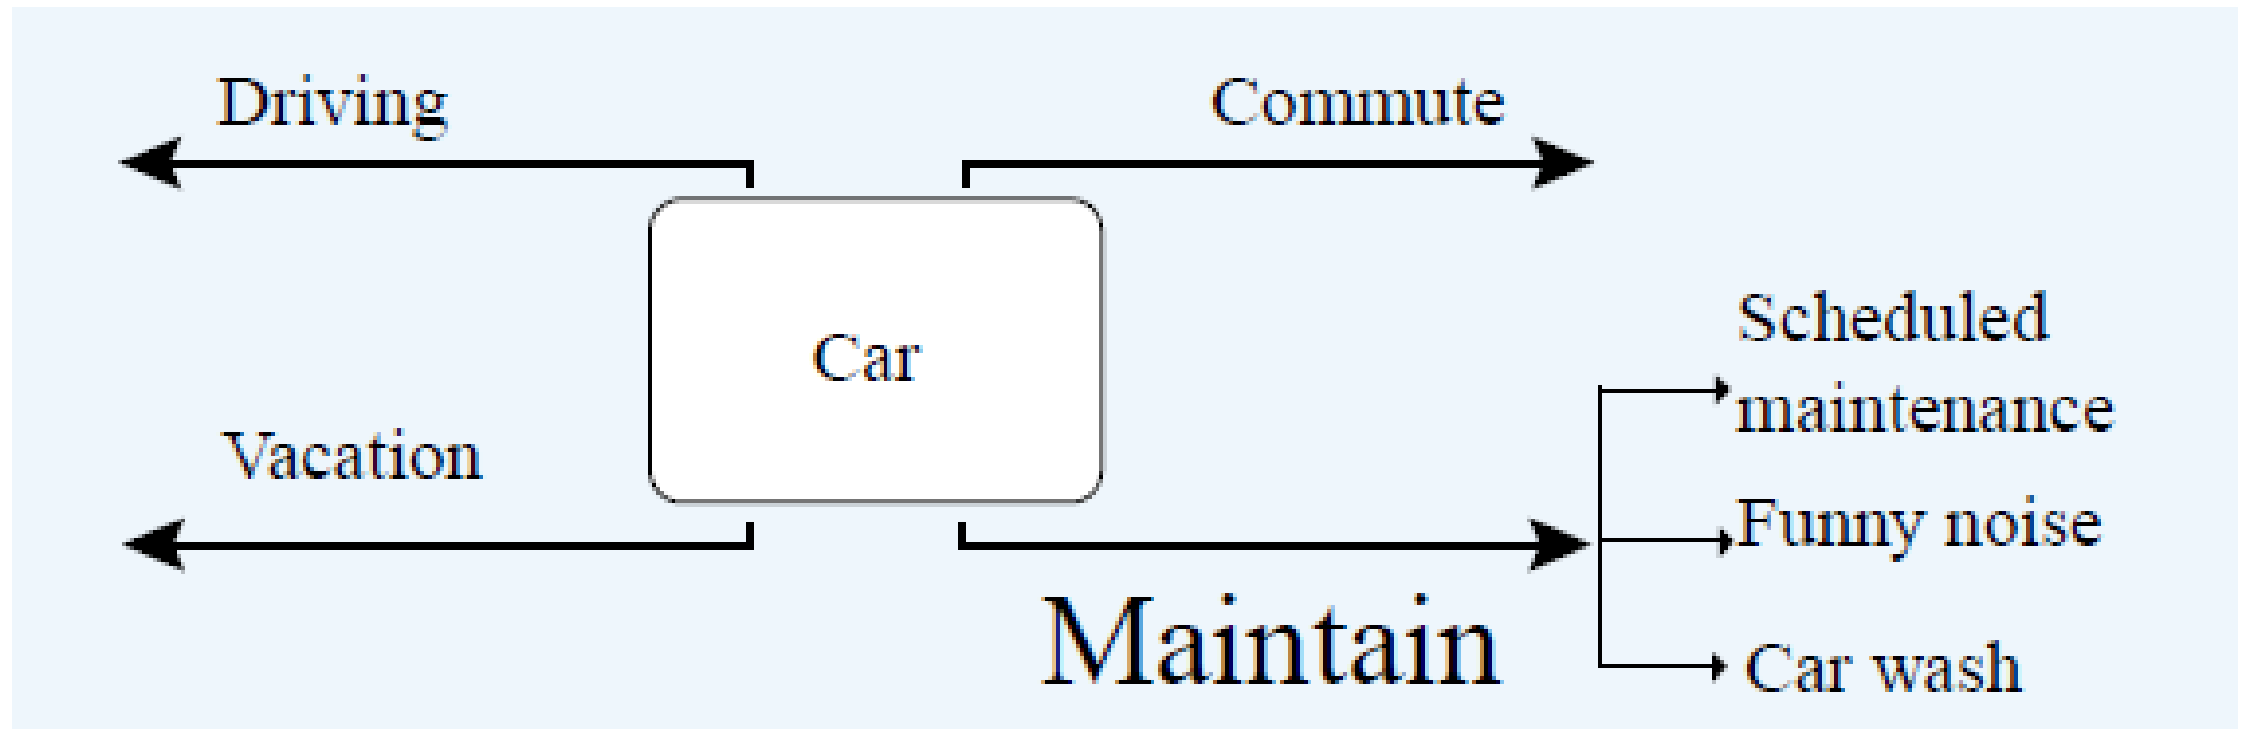 Driving
Commute
Car
Vacation
Maintain
Scheduled
maintenance
Funny noise
Car wash